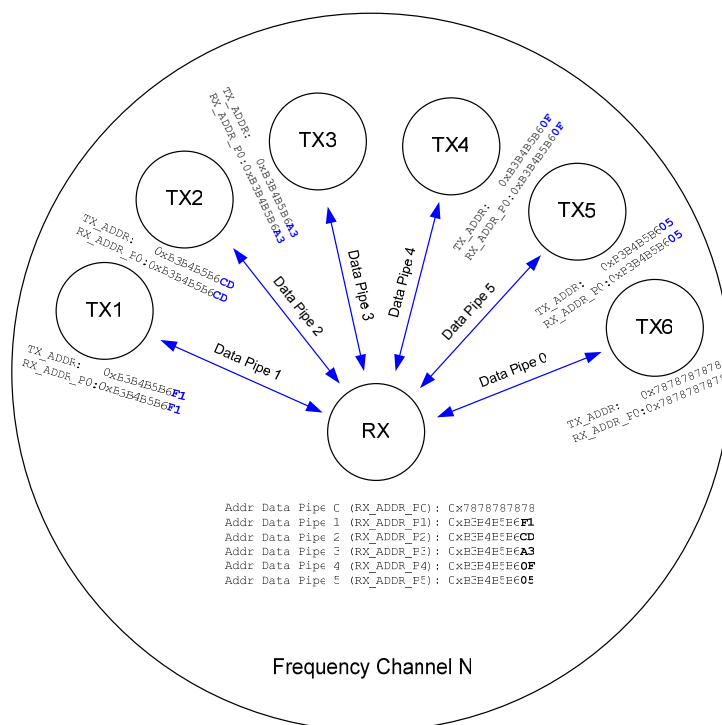 TX3
TX4
TX2
TX5
TX1
TX6
RX
TX_ADDR: 0xB3B4B5B6F1
RX_ADDR_P0:0xB3B4B5B6F1
TX_ADDR: 0xB3B4B5B6CD
RX_ADDR_P0:0xB3B4B5B6CD
TX_ADDR: 0xB3B4B5B6A3
RX_ADDR_P0:0xB3B4B5B6A3
TX_ADDR: 0xB3B4B5B60F
RX_ADDR_P0:0xB3B4B5B60F
TX_ADDR: 0xB3B4B5B605
RX_ADDR_P0:0xB3B4B5B605
TX_ADDR: 0x7878787878
RX_ADDR_P0:0x7878787878
Data Pipe 1
Data Pipe 2
Data Pipe 3
Data Pipe 4
Data Pipe 5
Data Pipe 0
Addr Data Pipe 0 (RX_ADDR_P0): 0x7878787878
Addr Data Pipe 1 (RX_ADDR_P1): 0xB3B4B5B6F1
Addr Data Pipe 2 (RX_ADDR_P2): 0xB3B4B5B6CD
Addr Data Pipe 3 (RX_ADDR_P3): 0xB3B4B5B6A3
Addr Data Pipe 4 (RX_ADDR_P4): 0xB3B4B5B60F
Addr Data Pipe 5 (RX_ADDR_P5): 0xB3B4B5B605
Frequency Channel N